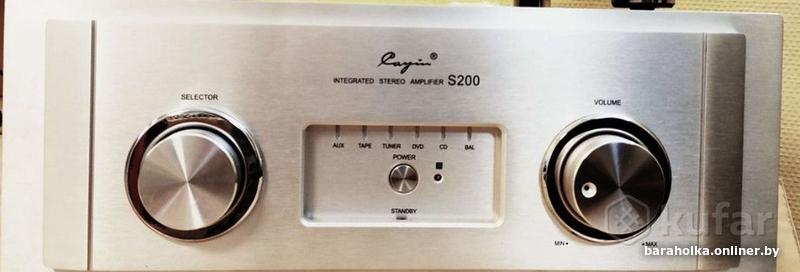 Cayin®
INTEGRATED STEREO AMPLIFIER S200
SELECTOR
VOLUME
AUX TAPE TUNER DVD CD BAL
POWER
STANDBY
MIN MAX
kufar
baraholka.onliner.by